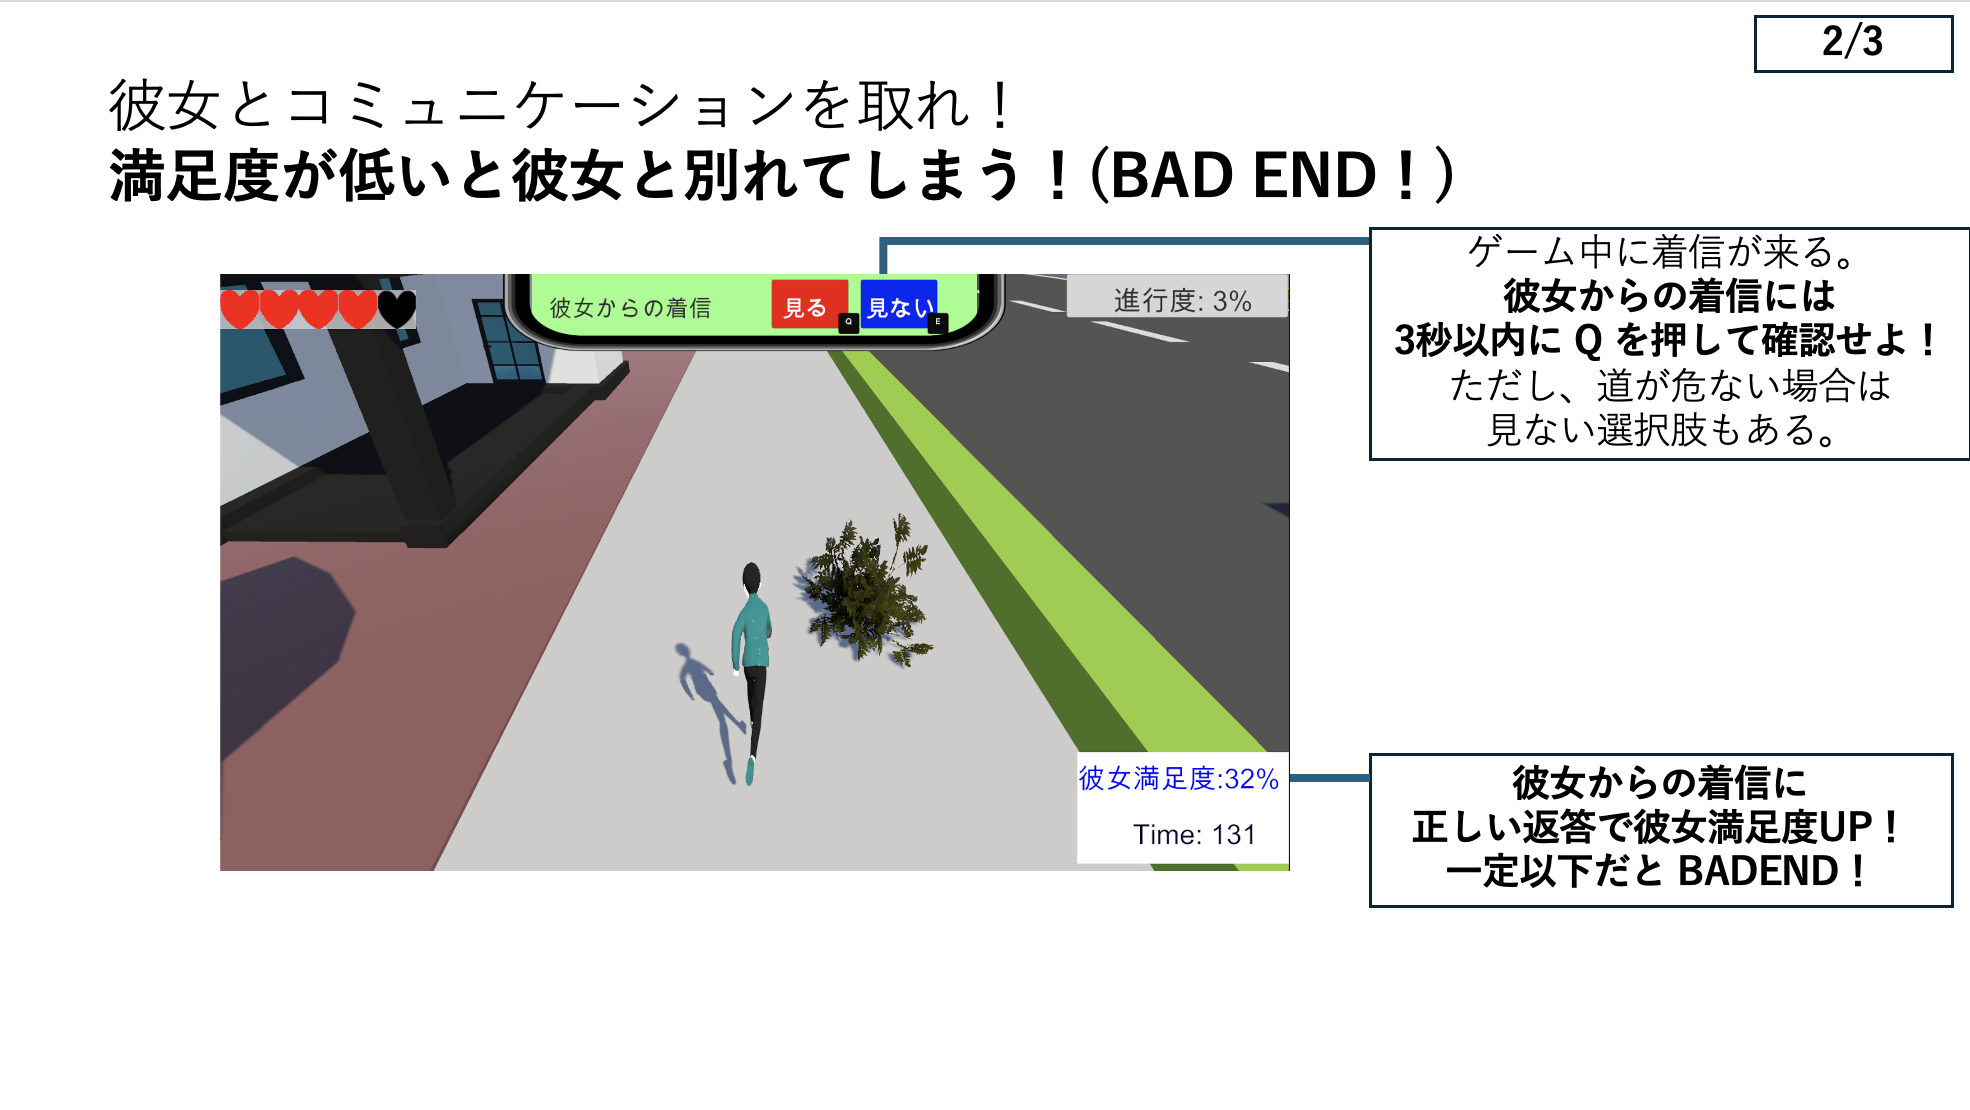 2/3
彼女とコミュニケーションを取れ！
満足度が低いと彼女と別れてしまう！(BAD END！)
ゲーム中に着信が来る。
彼女からの着信には
3秒以内に Q を押して確認せよ！
ただし、道が危ない場合は
見ない選択肢もある。
彼女からの着信
見る
Q
見ない
E
進行度: 3%
彼女満足度:32%
Time: 131
彼女からの着信に
正しい返答で彼女満足度UP！
一定以下だと BADEND！